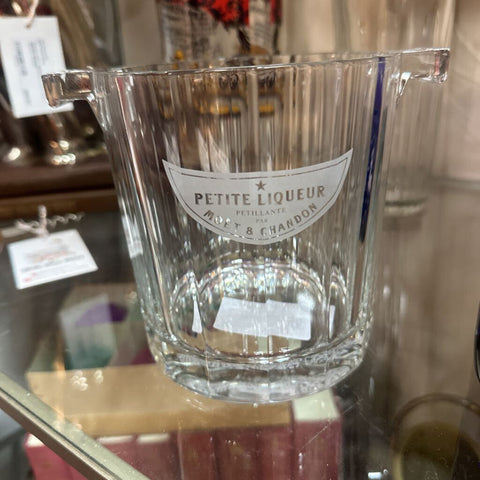 PETITE LIQUEUR
PETILLANTE
PAR
MOËT & CHANDON